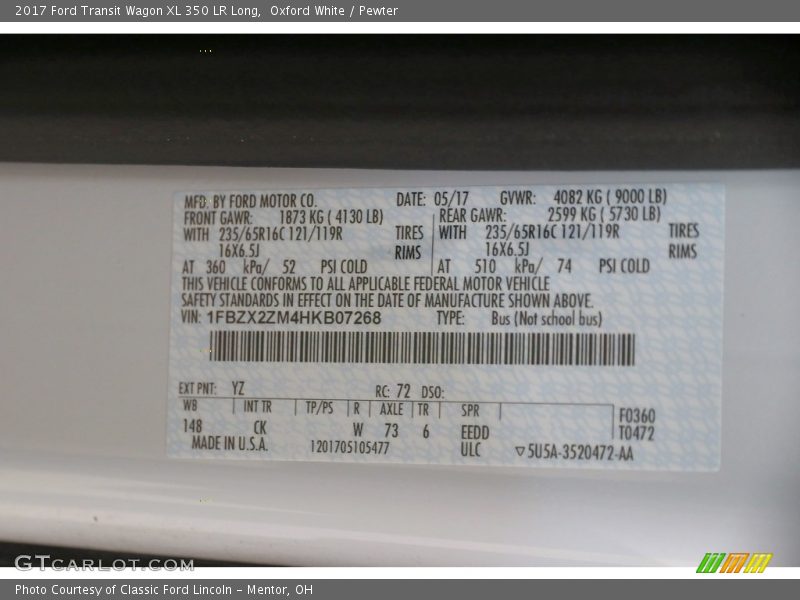 2017 Ford Transit Wagon XL 350 LR Long, Oxford White / Pewter
MFD. BY FORD MOTOR CO. DATE: 05/17 GVWR: 4082 KG ( 9000 LB)
FRONT GAWR: 1873 KG ( 4130 LB) REAR GAWR: 2599 KG ( 5730 LB)
WITH 235/65R16C 121/119R TIRES WITH 235/65R16C 121/119R TIRES
16X6.5J RIMS 16X6.5J RIMS
AT 360 kPa/ 52 PSI COLD AT 510 kPa/ 74 PSI COLD
THIS VEHICLE CONFORMS TO ALL APPLICABLE FEDERAL MOTOR VEHICLE
SAFETY STANDARDS IN EFFECT ON THE DATE OF MANUFACTURE SHOWN ABOVE.
VIN: 1FBZX2ZM4HKB07268 TYPE: Bus (Not school bus)
EXT PNT: YZ RC: 72 DSO:
WB INT TR TP/PS R AXLE TR SPR F0360
148 CK W 73 6 EEDD T0472
MADE IN U.S.A. 1201705105477 ULC ▽5U5A-3520472-AA
GTCARLOT.COM
Photo Courtesy of Classic Ford Lincoln - Mentor, OH